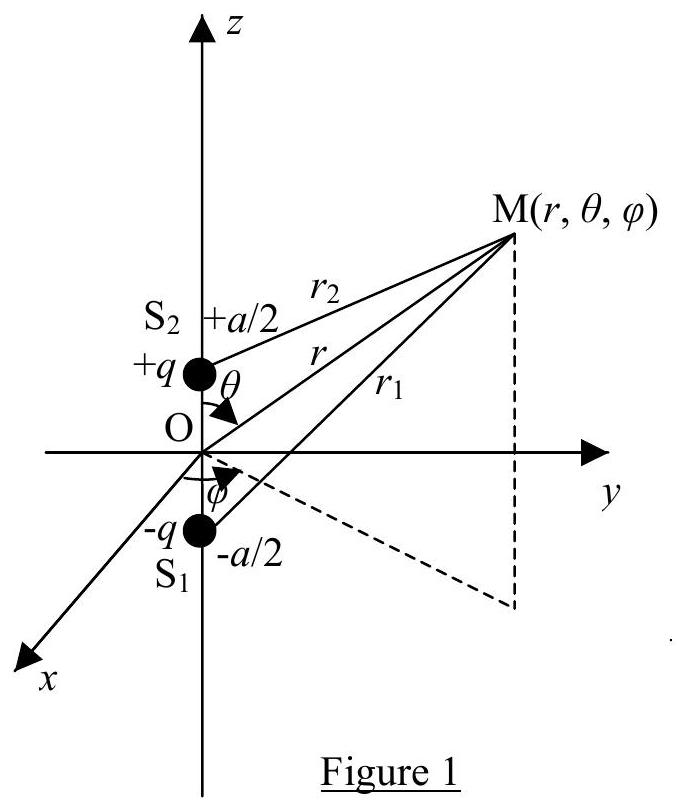 z
M(r, θ, φ)
r₂
S₂ +a/2
r
+q θ
r₁
O
y
φ
-q
-a/2
S₁
x
Figure 1